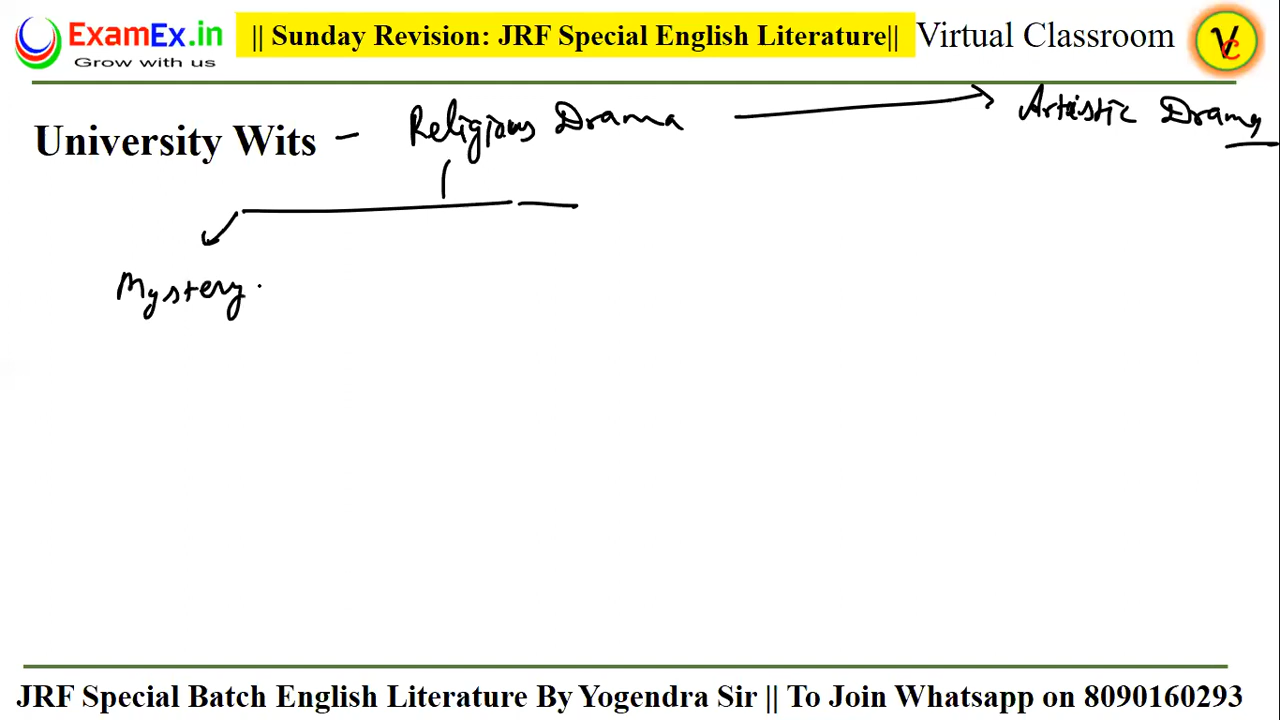 ExamEx.in
Grow with us
|| Sunday Revision: JRF Special English Literature||
Virtual Classroom
VC
University Wits - Religious Drama → Artistic Drama
Mystery
JRF Special Batch English Literature By Yogendra Sir || To Join Whatsapp on 8090160293